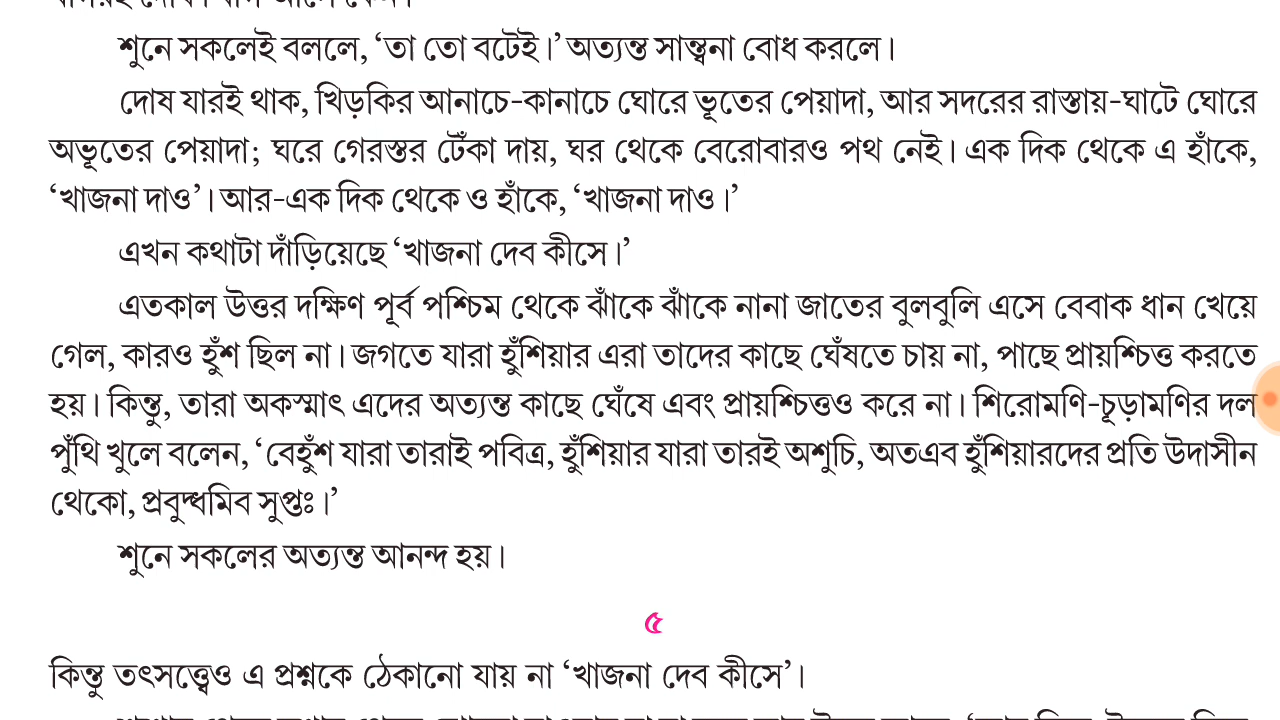 শুনে সকলেই বললে, ‘তা তো বটেই।’ অত্যন্ত সান্ত্বনা বোধ করলে।
দোষ যারই থাক, খিড়কির আনাচে-কানাচে ঘোরে ভূতের পেয়াদা, আর সদরের রাস্তায়-ঘাটে ঘোরে
অভূতের পেয়াদা; ঘরে গেরস্তর টেঁকা দায়, ঘর থেকে বেরোবারও পথ নেই। এক দিক থেকে এ হাঁকে,
‘খাজনা দাও’। আর-এক দিক থেকে ও হাঁকে, ‘খাজনা দাও।’
এখন কথাটা দাঁড়িয়েছে ‘খাজনা দেব কীসে।’
এতকাল উত্তর দক্ষিণ পূর্ব পশ্চিম থেকে ঝাঁকে ঝাঁকে নানা জাতের বুলবুলি এসে বেবাক ধান খেয়ে
গেল, কারও হুঁশ ছিল না। জগতে যারা হুঁশিয়ার এরা তাদের কাছে ঘেঁষতে চায় না, পাছে প্রায়শ্চিত্ত করতে
হয়। কিন্তু, তারা অকস্মাৎ এদের অত্যন্ত কাছে ঘেঁষে এবং প্রায়শ্চিত্তও করে না। শিরোমণি-চূড়ামণির দল
পুঁথি খুলে বলেন, ‘বেহুঁশ যারা তারাই পবিত্র, হুঁশিয়ার যারা তারই অশুচি, অতএব হুঁশিয়ারদের প্রতি উদাসীন
থেকো, প্রবুদ্ধমিব সুপ্তঃ।’
শুনে সকলের অত্যন্ত আনন্দ হয়।
৫
কিন্তু তৎসত্ত্বেও এ প্রশ্নকে ঠেকানো যায় না ‘খাজনা দেব কীসে’।